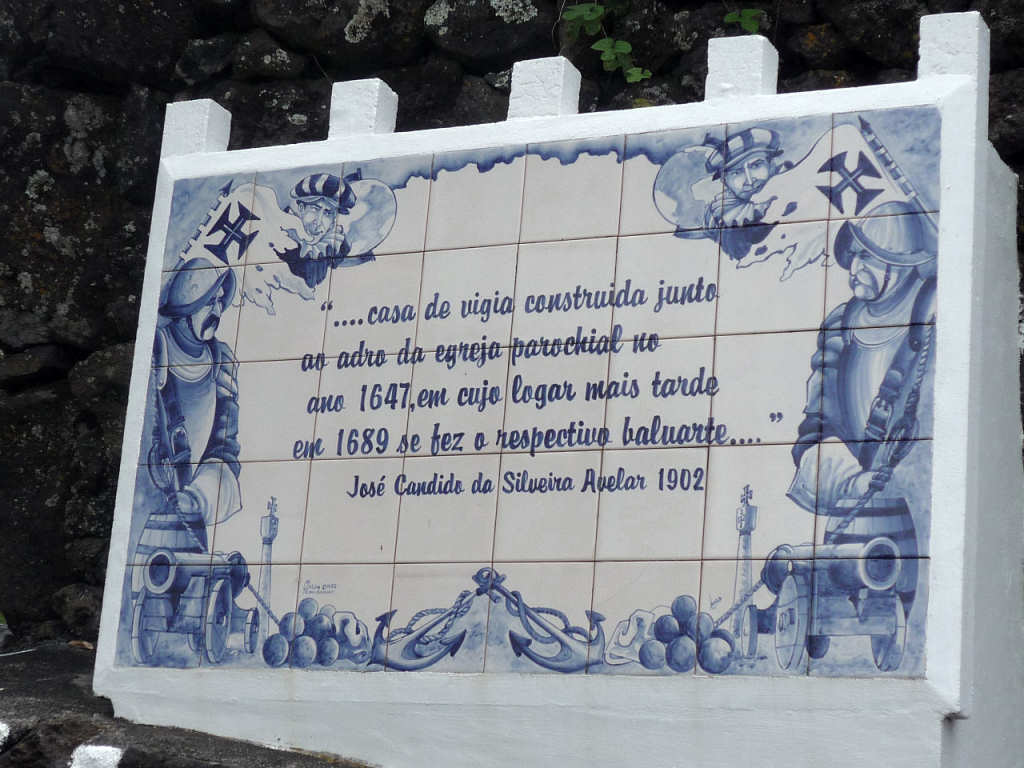 “....casa de vigia construida junto
ao adro da egreja parochial no
ano 1647,em cujo logar mais tarde
em 1689 se fez o respectivo baluarte....”
José Candido da Silveira Avelar 1902